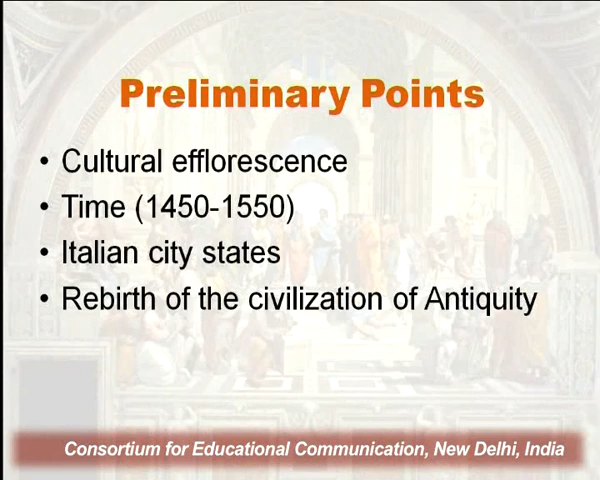 Preliminary Points
• Cultural efflorescence
• Time (1450-1550)
• Italian city states
• Rebirth of the civilization of Antiquity
Consortium for Educational Communication, New Delhi, India